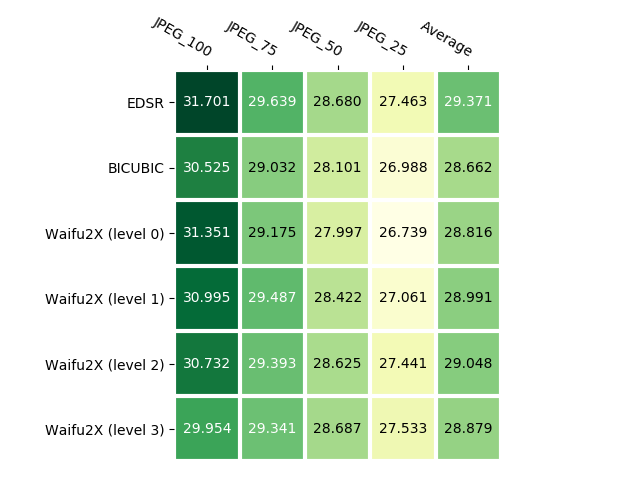 JPEG_100 JPEG_75 JPEG_50 JPEG_25 Average
EDSR 31.701 29.639 28.680 27.463 29.371
BICUBIC 30.525 29.032 28.101 26.988 28.662
Waifu2X (level 0) 31.351 29.175 27.997 26.739 28.816
Waifu2X (level 1) 30.995 29.487 28.422 27.061 28.991
Waifu2X (level 2) 30.732 29.393 28.625 27.441 29.048
Waifu2X (level 3) 29.954 29.341 28.687 27.533 28.879